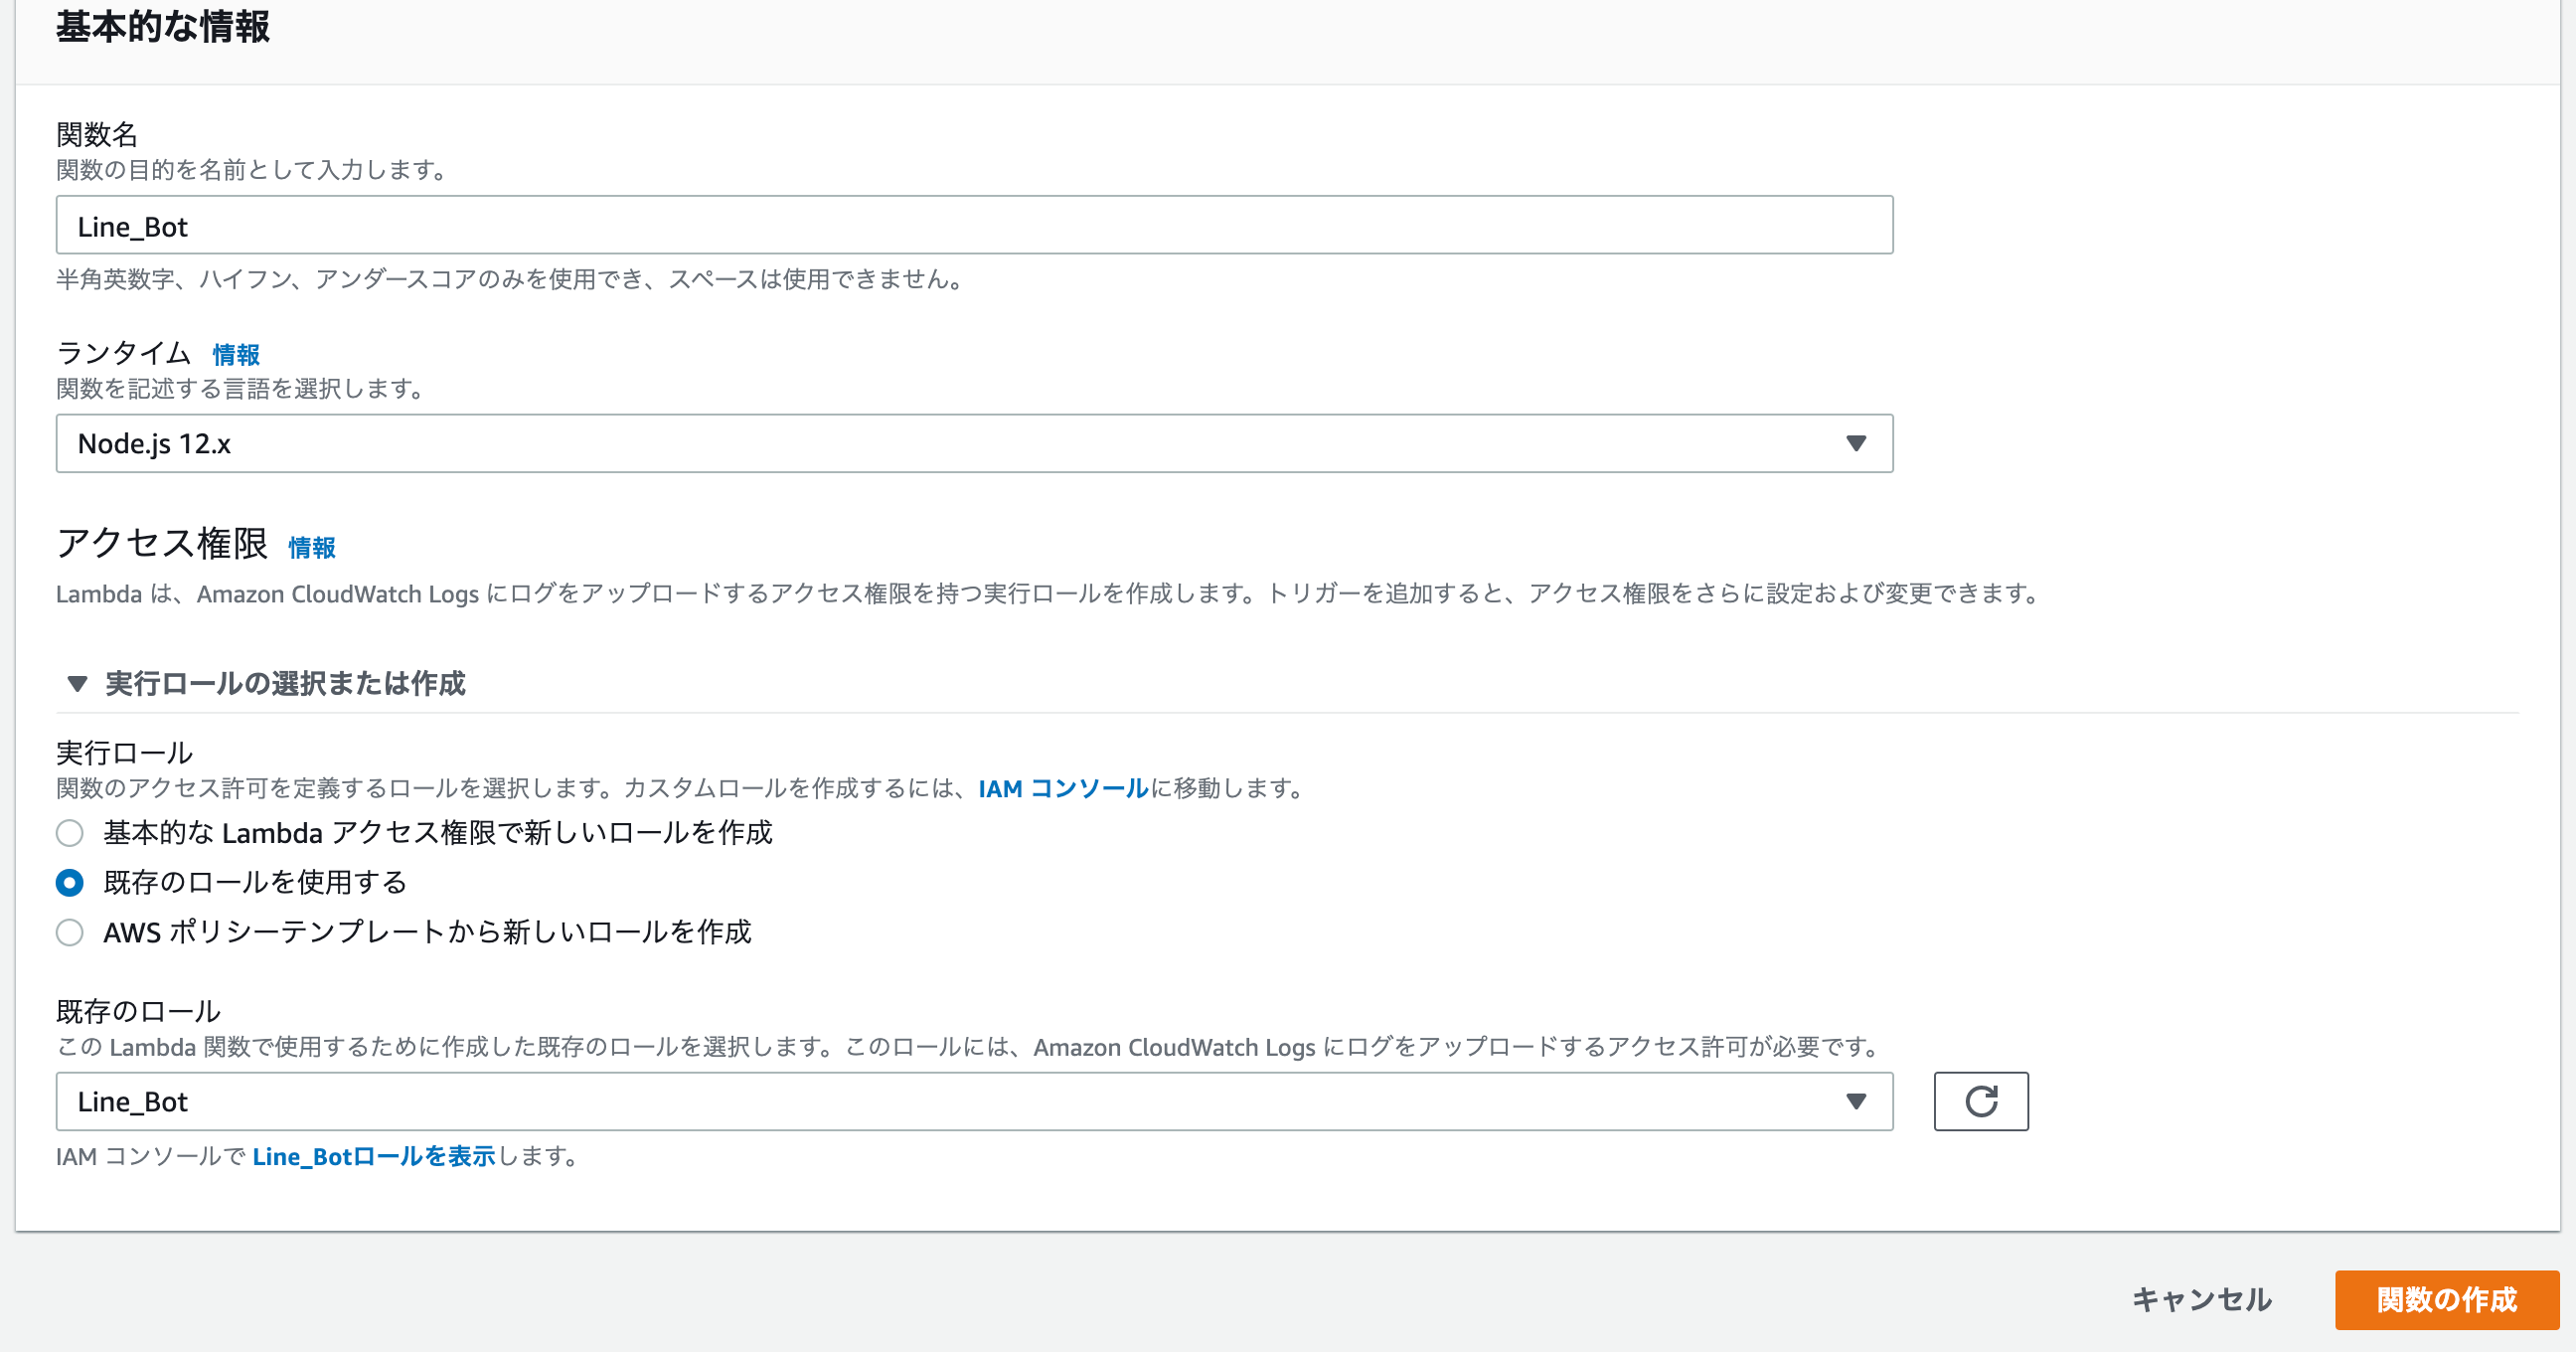 基本的な情報
関数名
関数の目的を名前として入力します。
Line_Bot
半角英数字、ハイフン、アンダースコアのみを使用でき、スペースは使用できません。
ランタイム 情報
関数を記述する言語を選択します。
Node.js 12.x
アクセス権限 情報
Lambda は、Amazon CloudWatch Logs にログをアップロードするアクセス権限を持つ実行ロールを作成します。トリガーを追加すると、アクセス権限をさらに設定および変更できます。
実行ロールの選択または作成
実行ロール
関数のアクセス許可を定義するロールを選択します。カスタムロールを作成するには、IAM コンソールに移動します。
基本的な Lambda アクセス権限で新しいロールを作成
既存のロールを使用する
AWS ポリシーテンプレートから新しいロールを作成
既存のロール
この Lambda 関数で使用するために作成した既存のロールを選択します。このロールには、Amazon CloudWatch Logs にログをアップロードするアクセス許可が必要です。
Line_Bot
IAM コンソールで Line_Botロールを表示します。
キャンセル 関数の作成